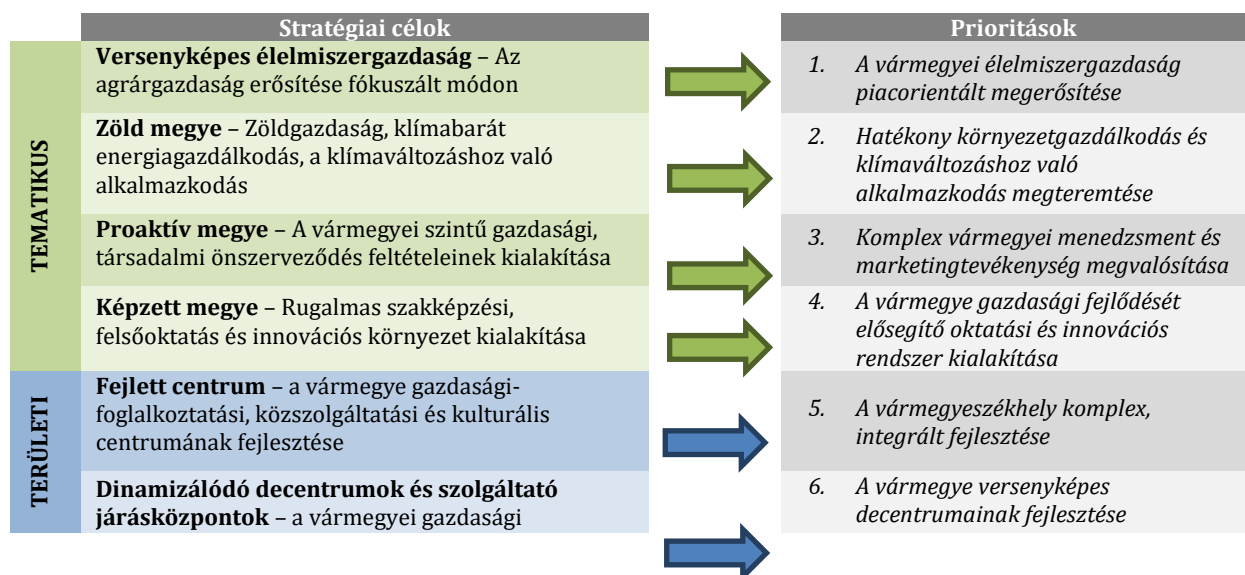 Stratégiai célok
Prioritások
TEMATIKUS
Versenyképes élelmiszergazdaság – Az
agrárgazdaság erősítése fókuszált módon
1. A vármegyei élelmiszergazdaság
piacorientált megerősítése
Zöld megye – Zöldgazdaság, klímabarát
energiagazdálkodás, a klímaváltozáshoz való
alkalmazkodás
2. Hatékony környezetgazdálkodás és
klímaváltozáshoz való
alkalmazkodás megteremtése
Proaktív megye – A vármegyei szintű gazdasági,
társadalmi önszerveződés feltételeinek kialakítása
3. Komplex vármegyei menedzsment és
marketingtevékenység megvalósítása
Képzett megye – Rugalmas szakképzési,
felsőoktatás és innovációs környezet kialakítása
4. A vármegye gazdasági fejlődését
elősegítő oktatási és innovációs
rendszer kialakítása
TERÜLETI
Fejlett centrum – a vármegye gazdasági-
foglalkoztatási, közszolgáltatási és kulturális
centrumának fejlesztése
5. A vármegyeszékhely komplex,
integrált fejlesztése
Dinamizálódó decentrumok és szolgáltató
járásközpontok – a vármegyei gazdasági
6. A vármegye versenyképes
decentrumainak fejlesztése